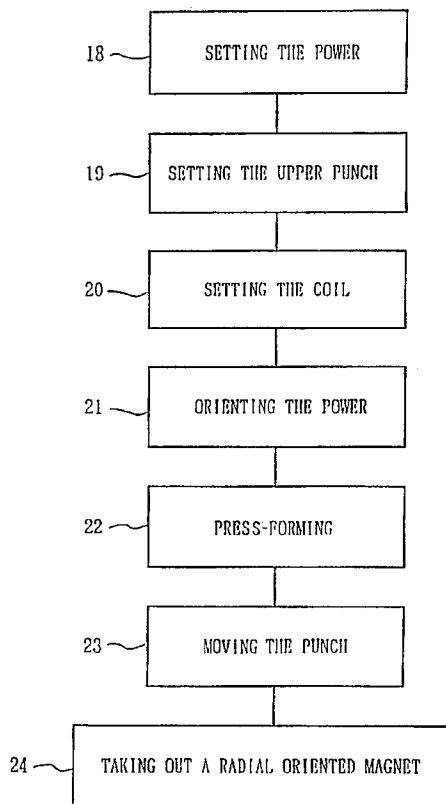 18 SETTING THE POWER
19 SETTING THE UPPER PUNCH
20 SETTING THE COIL
21 ORIENTING THE POWER
22 PRESS-FORMING
23 MOVING THE PUNCH
24 TAKING OUT A RADIAL ORIENTED MAGNET